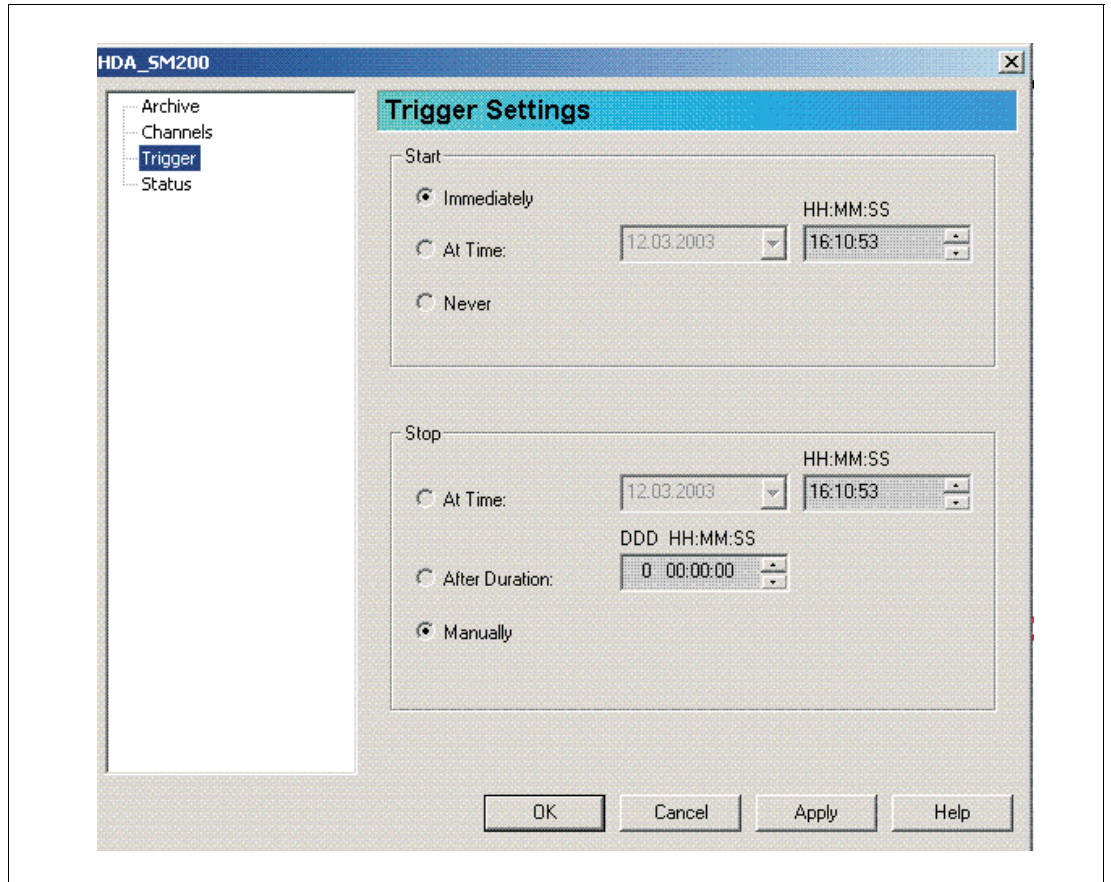 HDA_SM200
Archive
Channels
Trigger
Status
Trigger Settings
Start
Immediately
HH:MM:SS
At Time: 12.03.2003 16:10:53
Never
Stop
HH:MM:SS
At Time: 12.03.2003 16:10:53
DDD HH:MM:SS
After Duration: 0 00:00:00
Manually
OK Cancel Apply Help